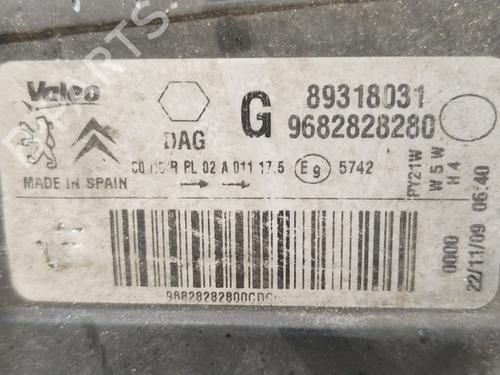 Valeo
G
89318031
9682828280
DAG
R PL 02 A 011 17.5 E9 5742
MADE IN SPAIN
PY21W
W5W
H4
0000
22/11/09 06:40